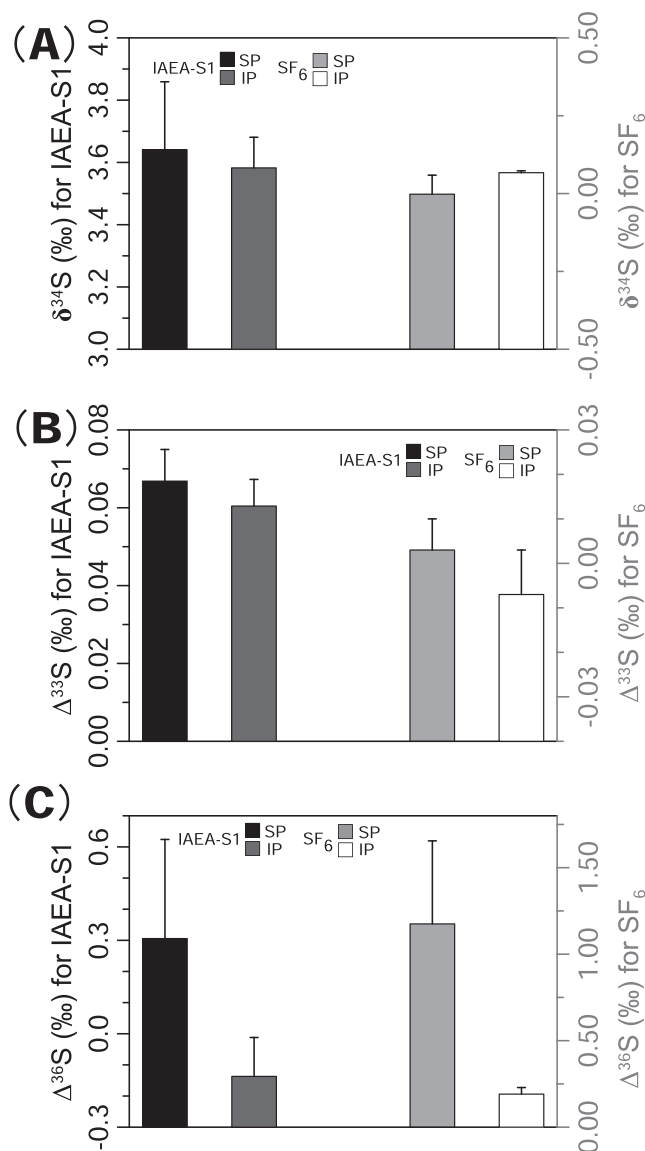 (A)
δ³⁴S (‰) for IAEA-S1
4.0
3.8
3.6
3.4
3.2
3.0
IAEA-S1 SP
IP
SF₆ SP
IP
0.50
0.00
-0.50
δ³⁴S (‰) for SF₆
(B)
Δ³³S (‰) for IAEA-S1
0.08
0.06
0.04
0.02
0.00
IAEA-S1 SP
IP
SF₆ SP
IP
0.03
0.00
-0.03
Δ³³S (‰) for SF₆
(C)
Δ³⁶S (‰) for IAEA-S1
0.6
0.3
0.0
-0.3
IAEA-S1 SP
IP
SF₆ SP
IP
1.50
1.00
0.50
0.00
Δ³⁶S (‰) for SF₆